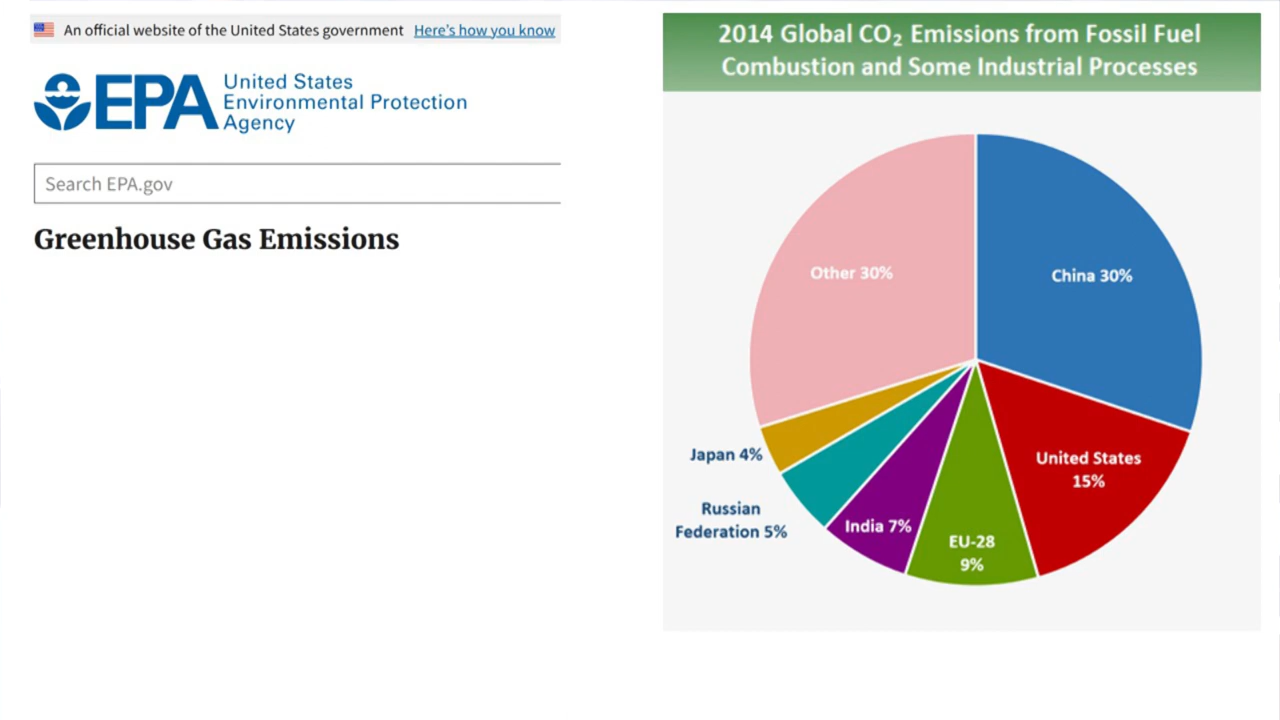 An official website of the United States government Here's how you know
EPA United States
Environmental Protection
Agency
Search EPA.gov
Greenhouse Gas Emissions
2014 Global CO₂ Emissions from Fossil Fuel
Combustion and Some Industrial Processes
Other 30%
China 30%
Japan 4%
United States
15%
Russian
Federation 5%
India 7%
EU-28
9%